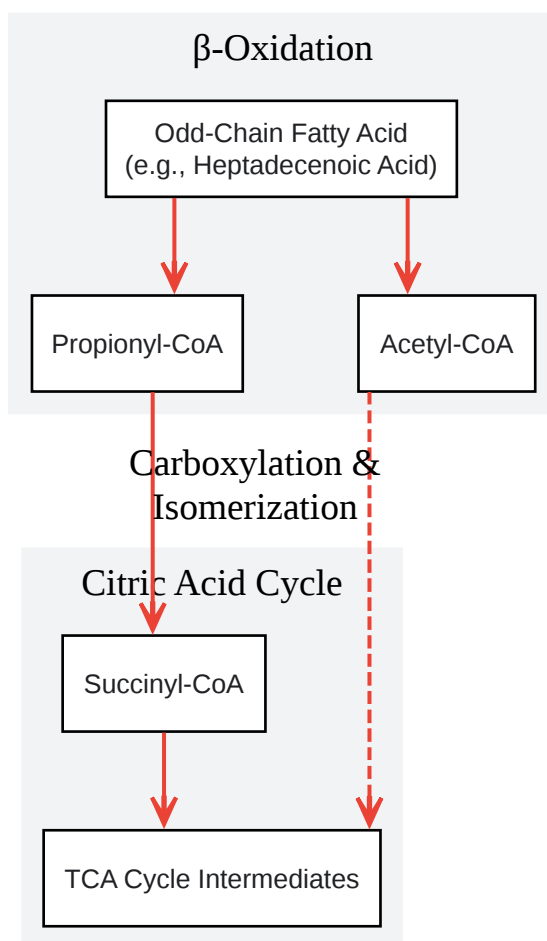 β-Oxidation
Odd-Chain Fatty Acid
(e.g., Heptadecenoic Acid)
Propionyl-CoA
Acetyl-CoA
Carboxylation &
Isomerization
Citric Acid Cycle
Succinyl-CoA
TCA Cycle Intermediates